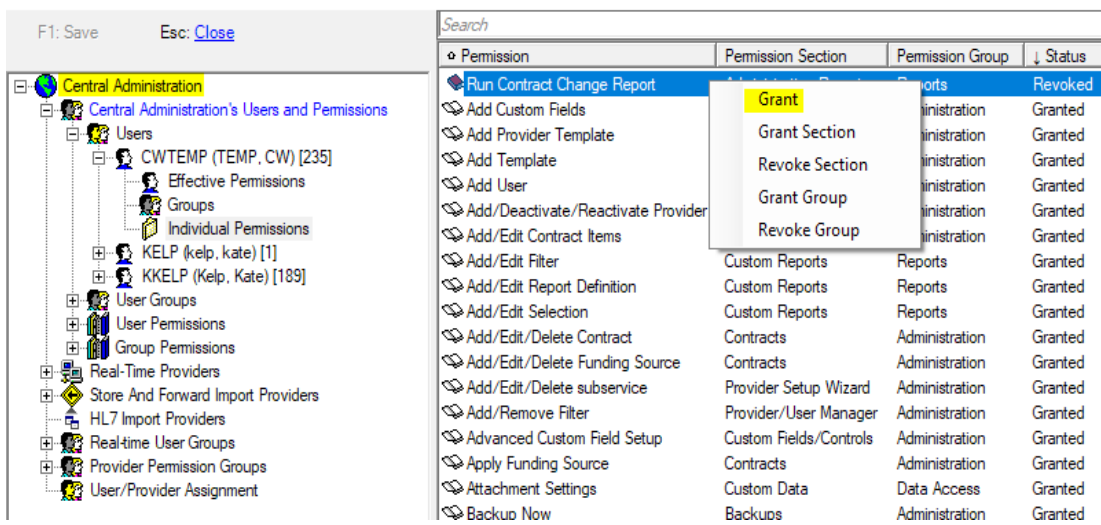 F1: Save Esc: Close
Central Administration
Central Administration's Users and Permissions
Users
CWTEMP (TEMP, CW) [235]
Effective Permissions
Groups
Individual Permissions
KELP (kelp, kate) [1]
KKELP (Kelp, Kate) [189]
User Groups
User Permissions
Group Permissions
Real-Time Providers
Store And Forward Import Providers
HL7 Import Providers
Real-time User Groups
Provider Permission Groups
User/Provider Assignment
Search
Permission Permission Section Permission Group ↓ Status
Run Contract Change Report Revoked
Add Custom Fields Granted
Add Provider Template Granted
Add Template Granted
Add User Granted
Add/Deactivate/Reactivate Provider Granted
Add/Edit Contract Items Granted
Add/Edit Filter Custom Reports Reports Granted
Add/Edit Report Definition Custom Reports Reports Granted
Add/Edit Selection Custom Reports Reports Granted
Add/Edit/Delete Contract Contracts Administration Granted
Add/Edit/Delete Funding Source Contracts Administration Granted
Add/Edit/Delete subservice Provider Setup Wizard Administration Granted
Add/Remove Filter Provider/User Manager Administration Granted
Advanced Custom Field Setup Custom Fields/Controls Administration Granted
Apply Funding Source Contracts Administration Granted
Attachment Settings Custom Data Data Access Granted
Backup Now Backups Administration Granted
Grant
Grant Section
Revoke Section
Grant Group
Revoke Group